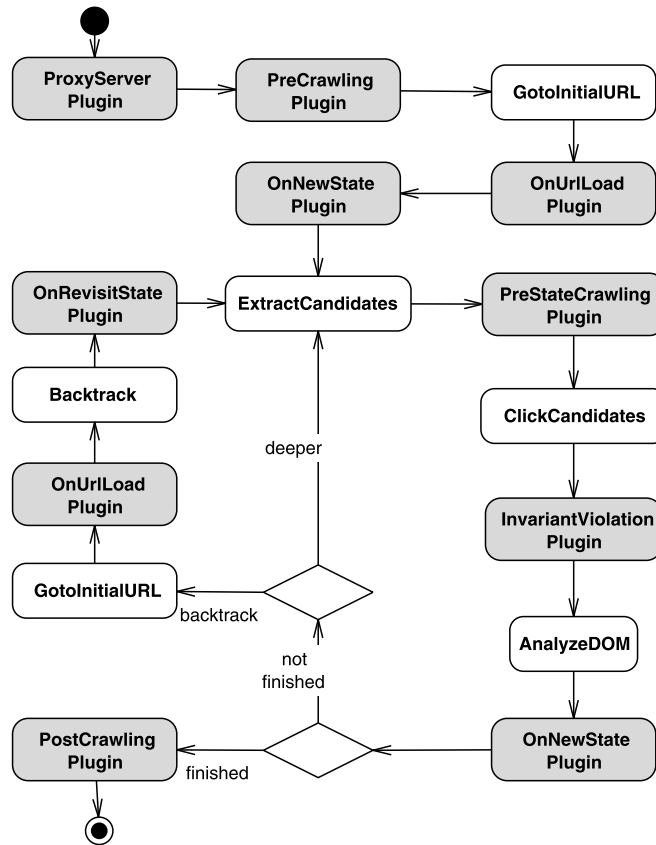 ProxyServer
Plugin
PreCrawling
Plugin
GotoInitialURL
OnNewState
Plugin
OnUrlLoad
Plugin
OnRevisitState
Plugin
ExtractCandidates
PreStateCrawling
Plugin
Backtrack
ClickCandidates
deeper
OnUrlLoad
Plugin
InvariantViolation
Plugin
GotoInitialURL
backtrack
AnalyzeDOM
not
finished
PostCrawling
Plugin
finished
OnNewState
Plugin